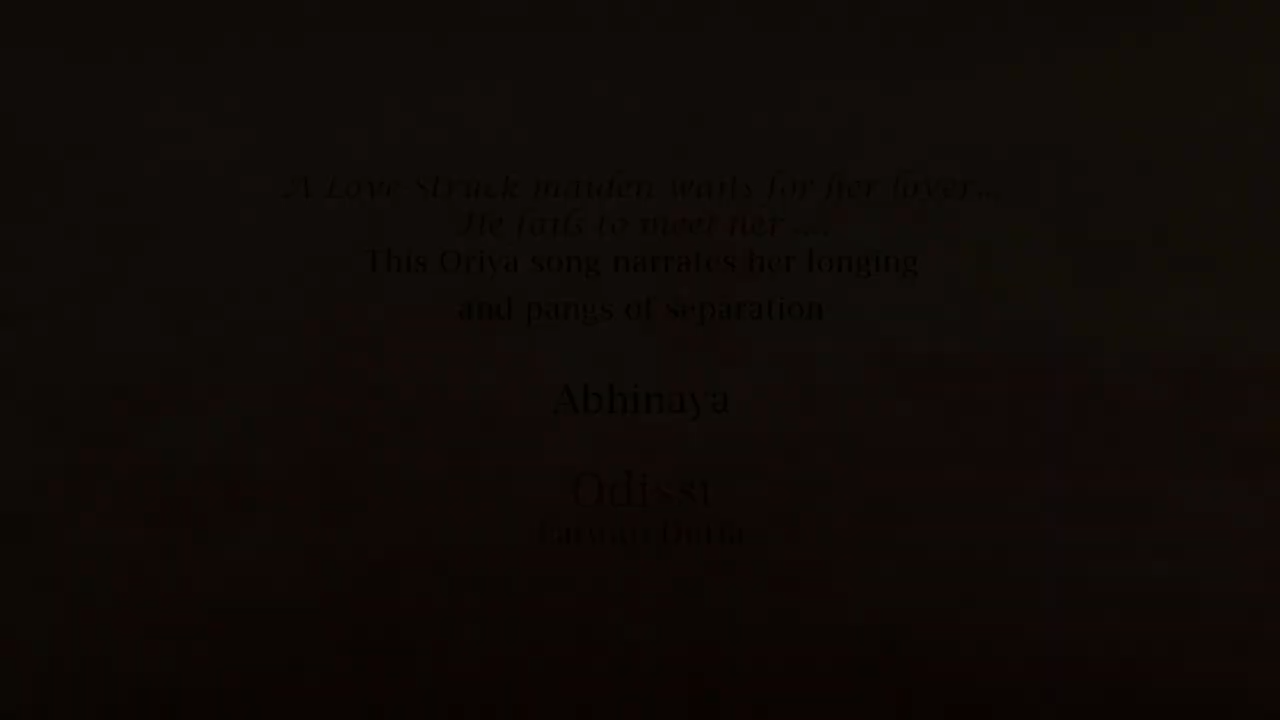 A Love Struck maiden waits for her lover...
He fails to meet her ....
This Oriya song narrates her longing
and pangs of separation
Abhinaya
Odissi
Dutta